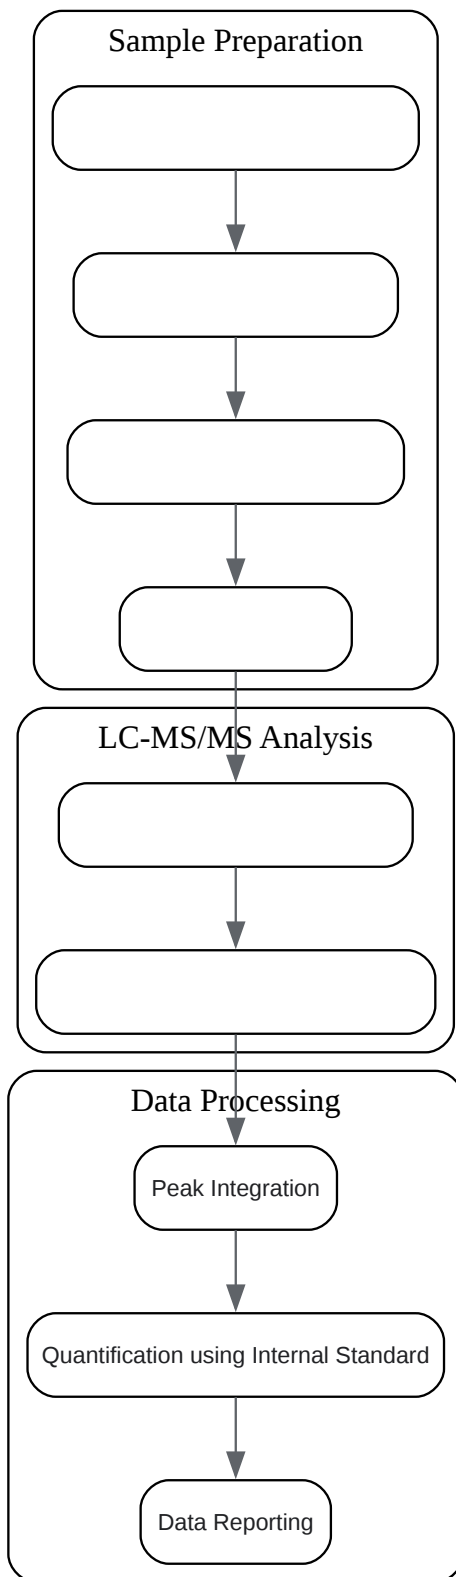 Sample Preparation
LC-MS/MS Analysis
Data Processing
Peak Integration
Quantification using Internal Standard
Data Reporting